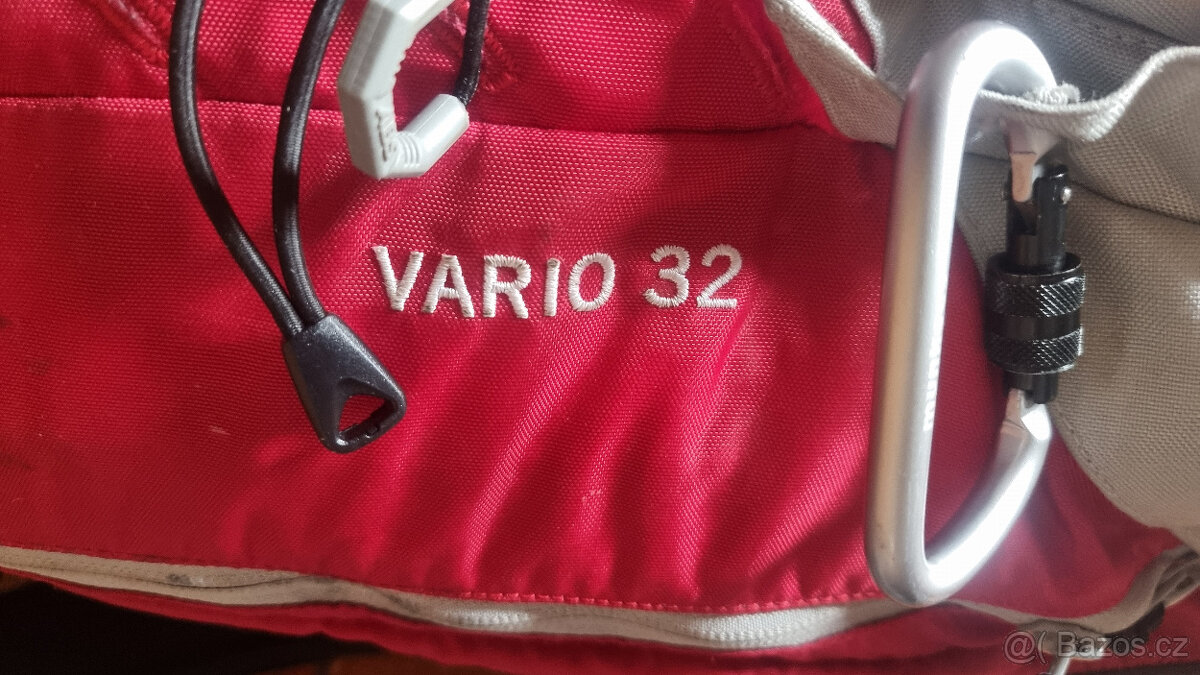 VARIO 32
@( Bazos.cz